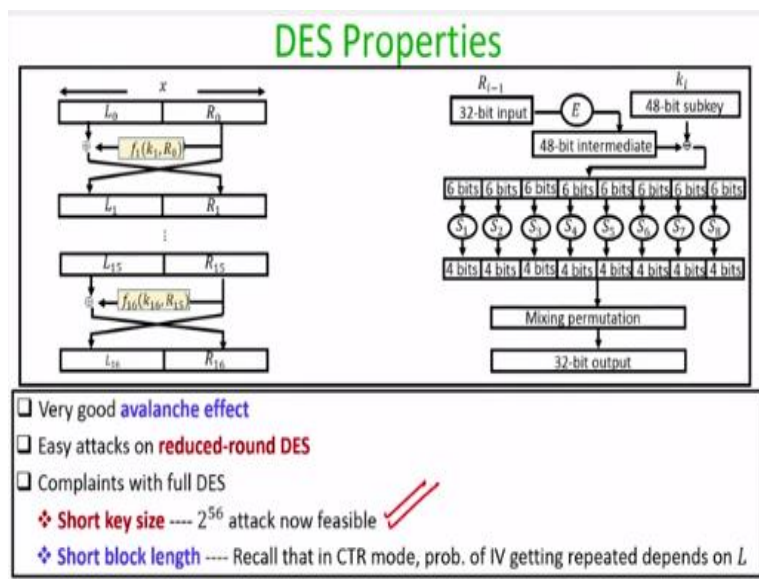 DES Properties
x
L₀ R₀
⊕ f₁(k₁, R₀)
L₁ R₁
⋮
L₁₅ R₁₅
⊕ f₁₆(k₁₆, R₁₅)
L₁₆ R₁₆
Rᵢ₋₁ kᵢ
32-bit input E 48-bit subkey
48-bit intermediate ⊕
6 bits 6 bits 6 bits 6 bits 6 bits 6 bits 6 bits 6 bits
S₁ S₂ S₃ S₄ S₅ S₆ S₇ S₈
4 bits 4 bits 4 bits 4 bits 4 bits 4 bits 4 bits 4 bits
Mixing permutation
32-bit output
❑ Very good avalanche effect
❑ Easy attacks on reduced-round DES
❑ Complaints with full DES
❖ Short key size ---- 2⁵⁶ attack now feasible
❖ Short block length ---- Recall that in CTR mode, prob. of IV getting repeated depends on L